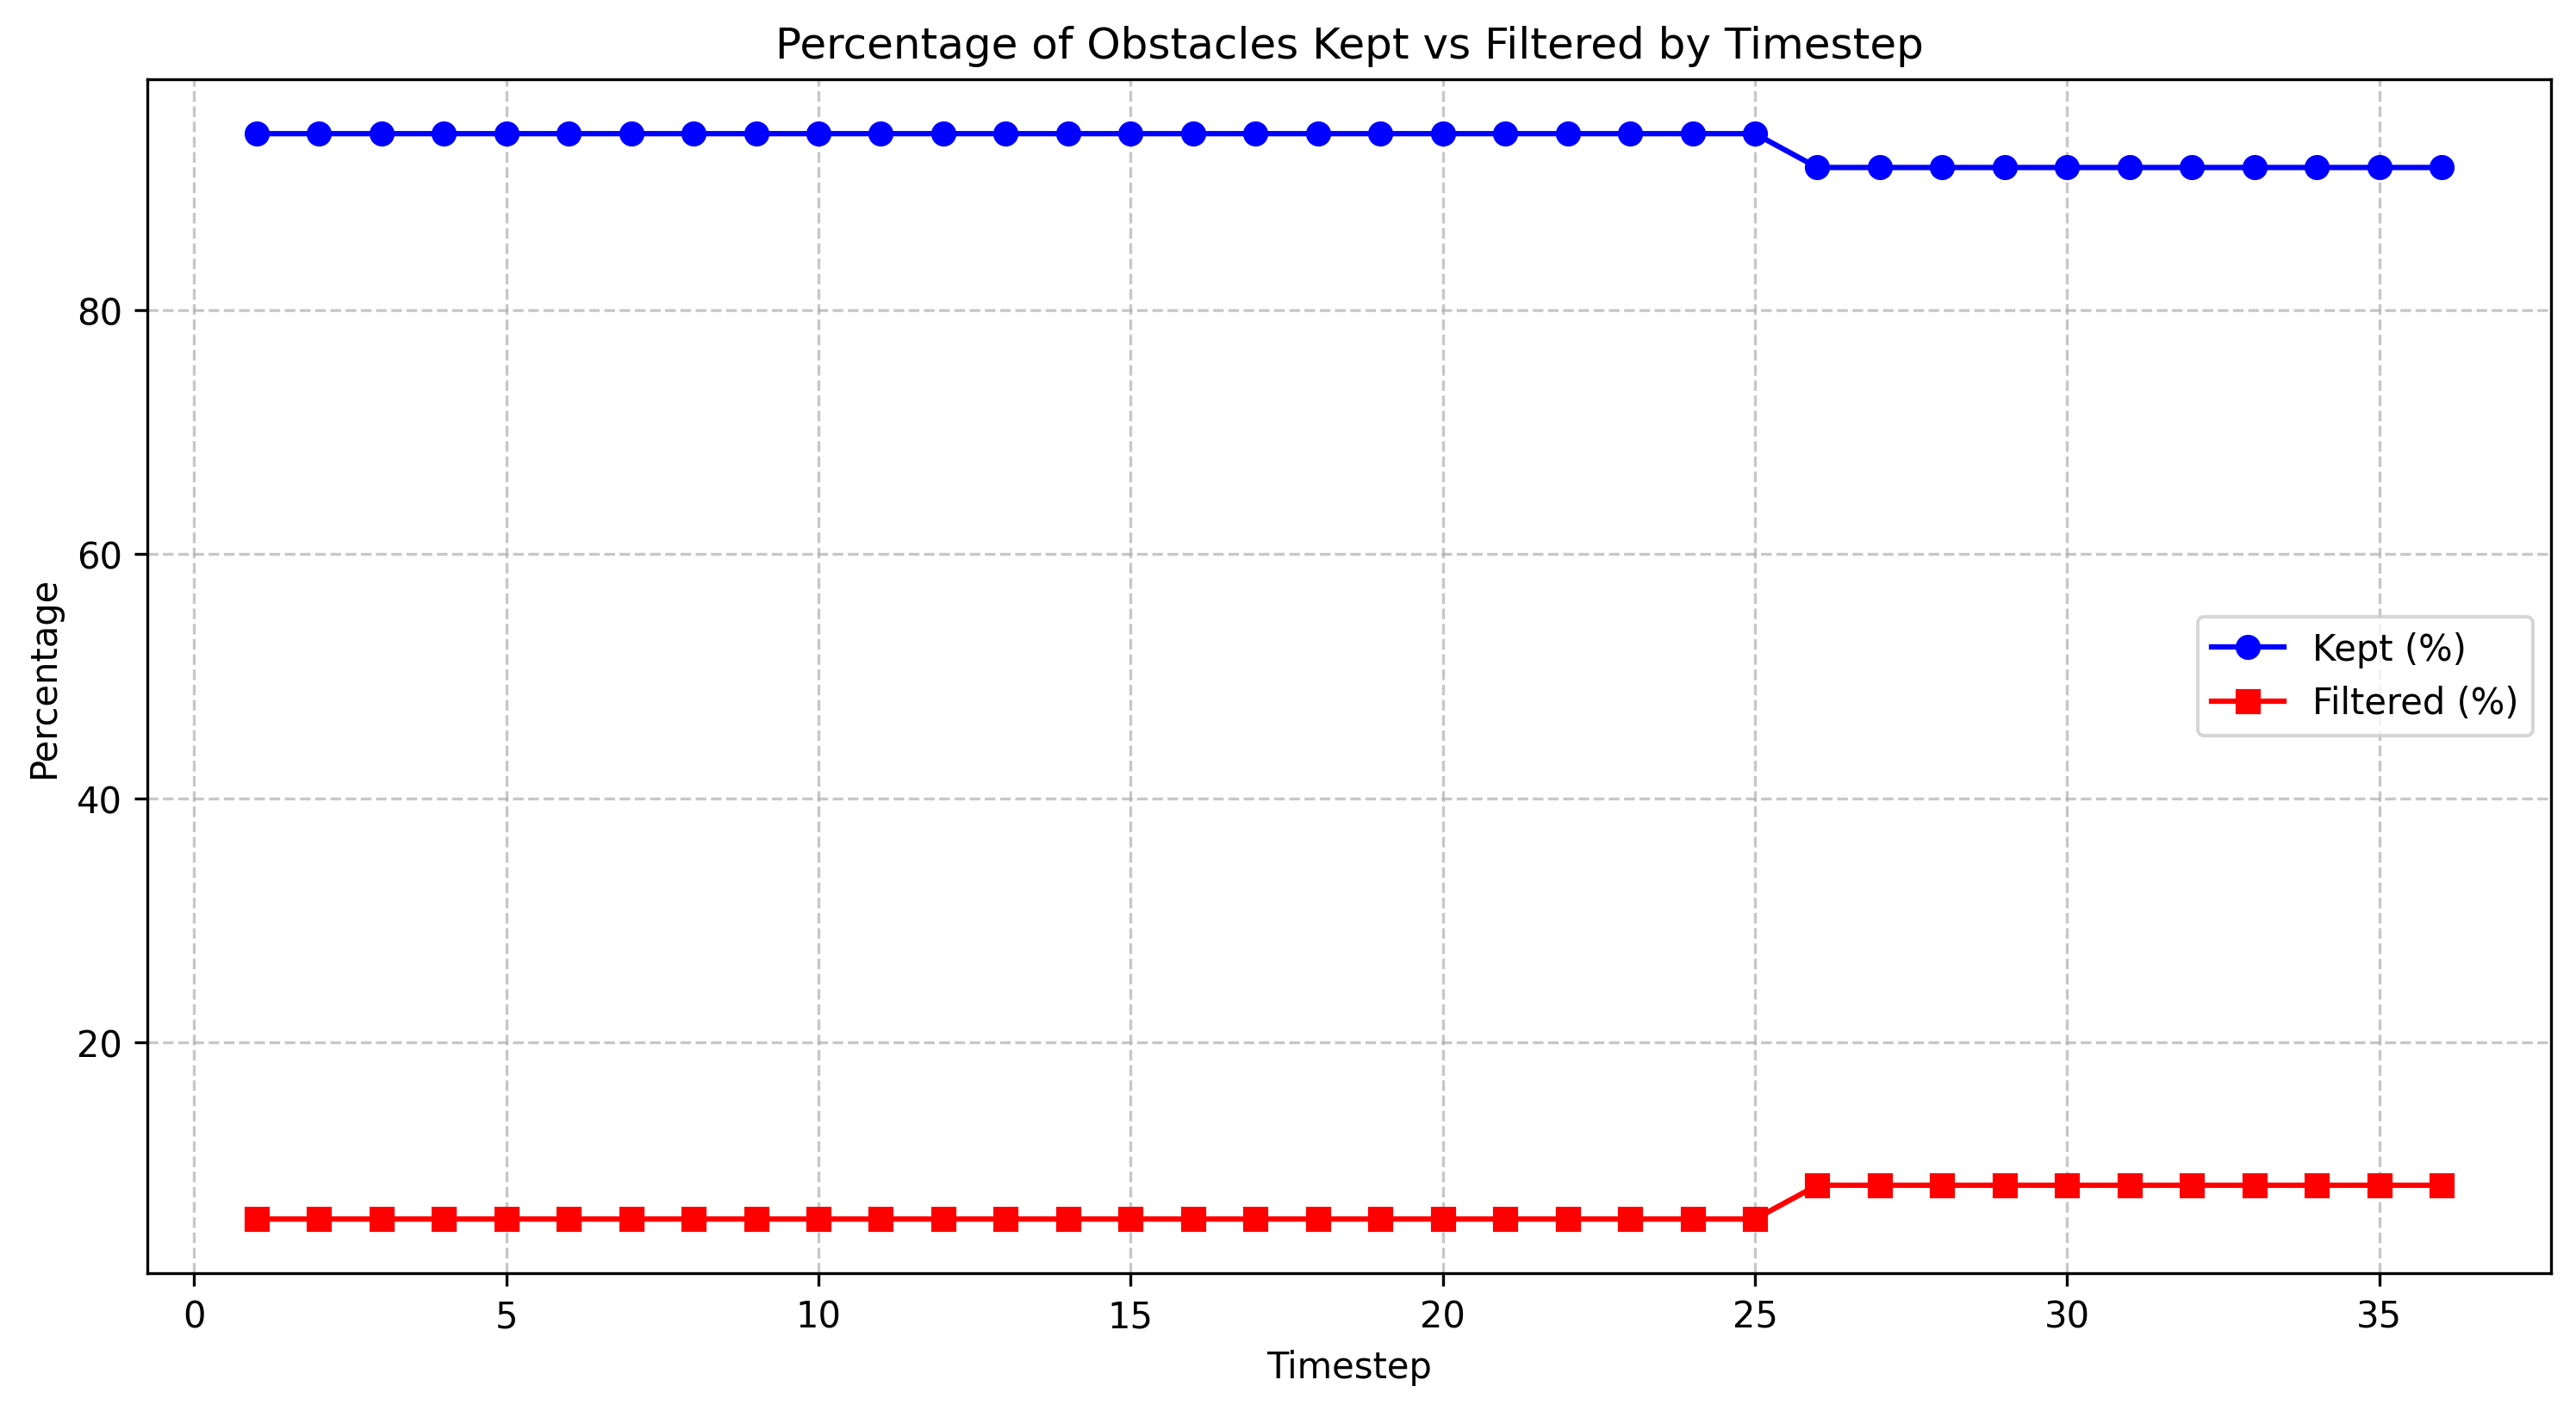 Percentage of Obstacles Kept vs Filtered by Timestep
Percentage
80
60
40
20
Kept (%)
Filtered (%)
0 5 10 15 20 25 30 35
Timestep